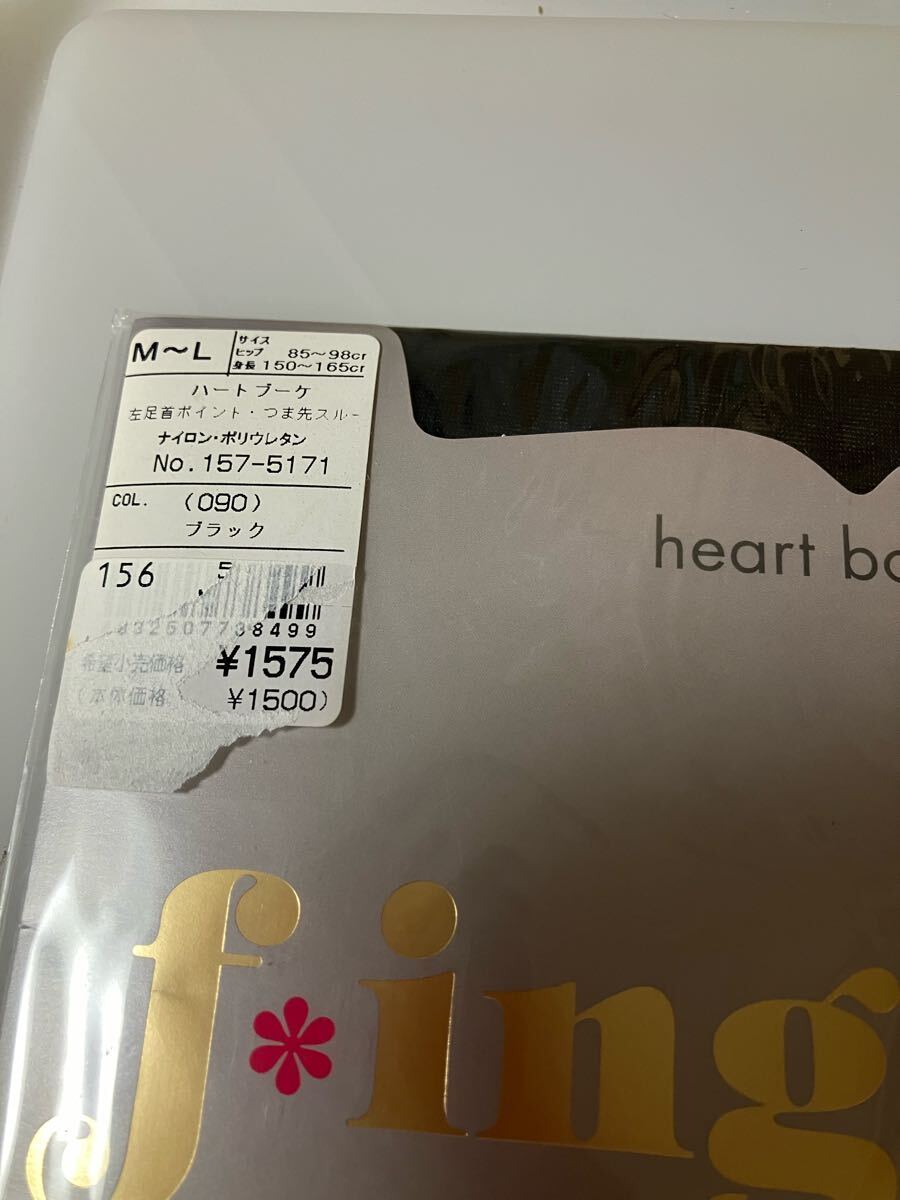 M～L
サイズ
ヒップ 85～98cm
身長 150～165cm
ハートブーケ
左足首ポイント・つま先スルー
ナイロン・ポリウレタン
No.157-5171
COL. (090)
ブラック
156 5
832507738499
希望小売価格 ¥1575
(本体価格 ¥1500)
heart bo
f*ing